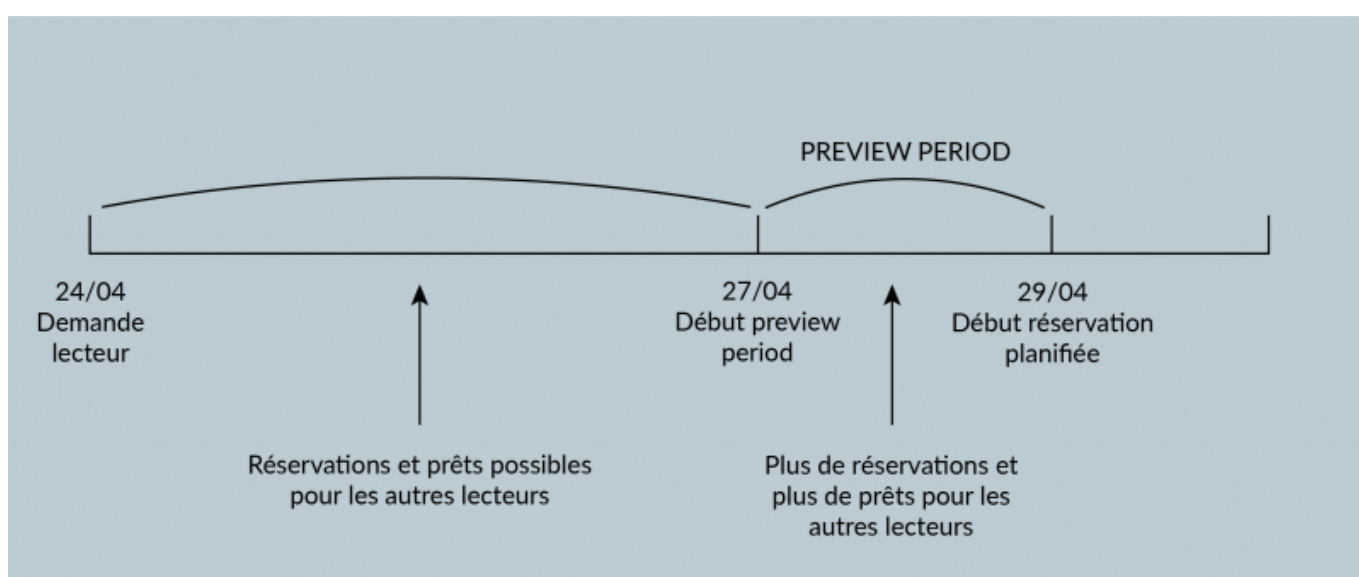 PREVIEW PERIOD
24/04
Demande
lecteur
27/04
Début preview
period
29/04
Début réservation
planifiée
Réservations et prêts possibles
pour les autres lecteurs
Plus de réservations et
plus de prêts pour les
autres lecteurs